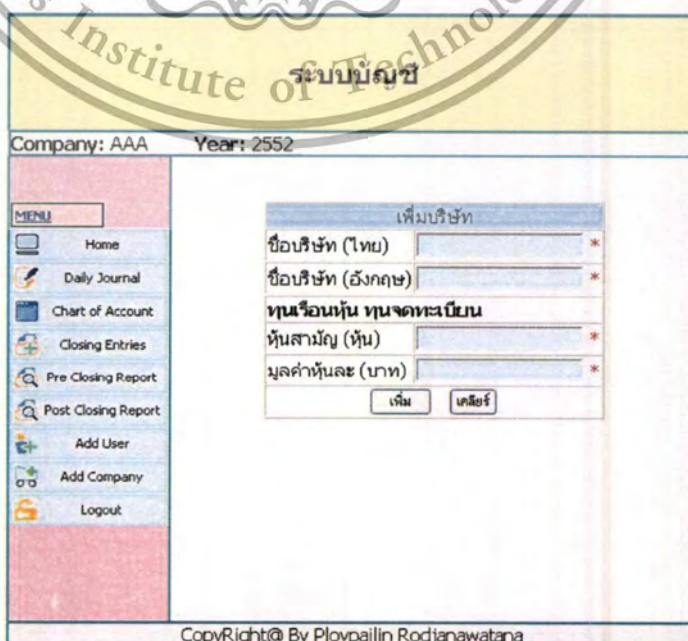 s Institute of Technolo
ระบบบัญชี
Company: AAA Year: 2552
MENU
Home
Daily Journal
Chart of Account
Closing Entries
Pre Closing Report
Post Closing Report
Add User
Add Company
Logout
เพิ่มบริษัท
ชื่อบริษัท (ไทย) *
ชื่อบริษัท (อังกฤษ) *
ทุนเรือนหุ้น ทุนจดทะเบียน
หุ้นสามัญ (หุ้น) *
มูลค่าหุ้นละ (บาท) *
เพิ่ม เคลียร์
CopyRight@ By Ploypailin Rodjanawatana